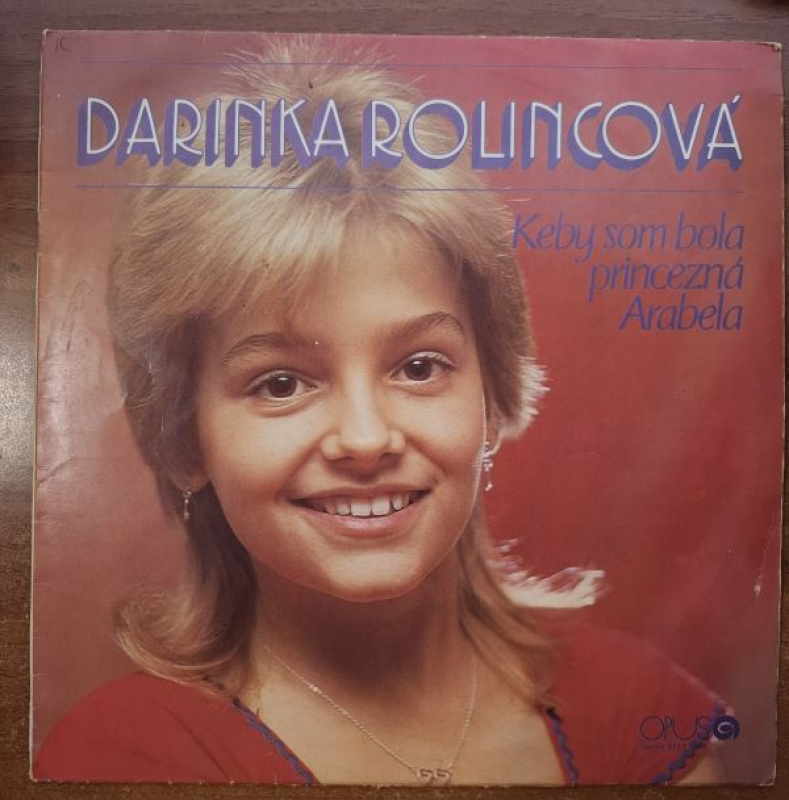 DARINKA ROLINCOVÁ
Keby som bola
princezná
Arabela
OPUS